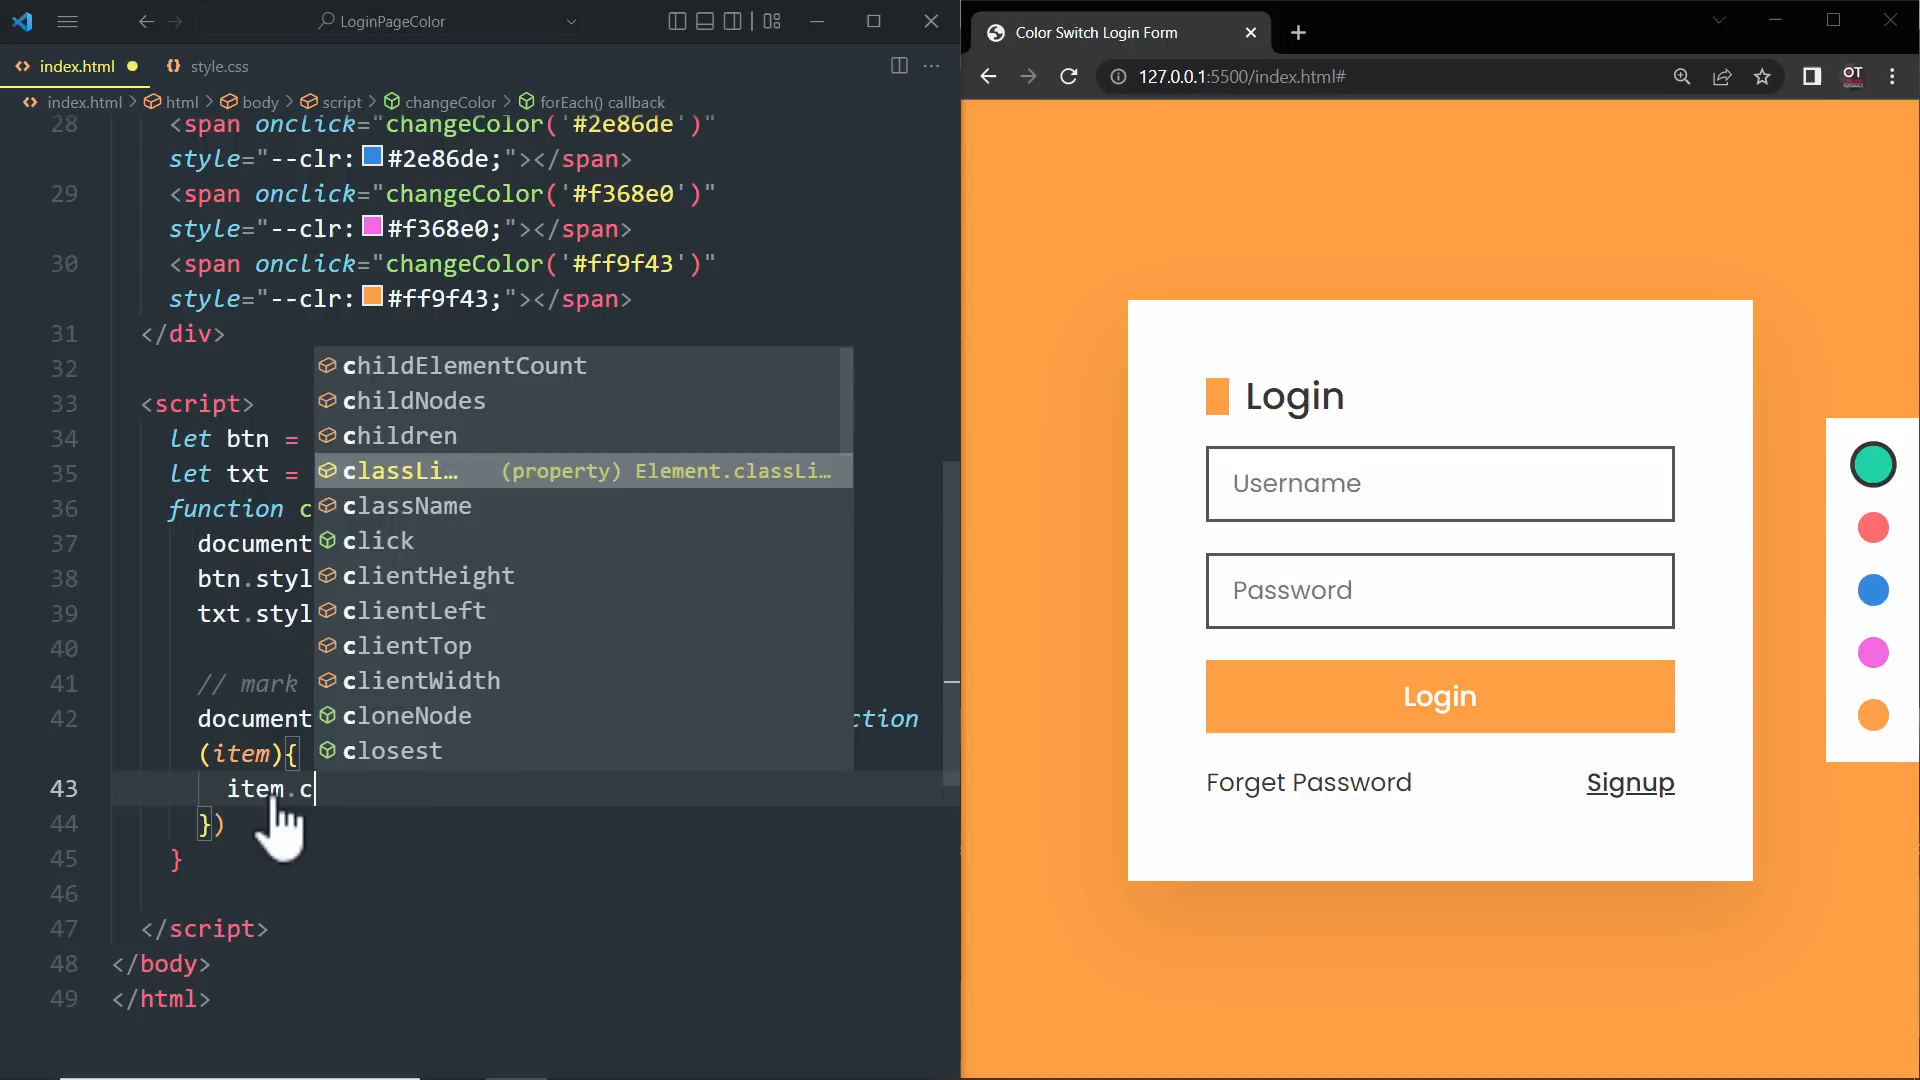 LoginPageColor
index.html
style.css
index.html > html > body > script > changeColor > forEach() callback
28 <span onclick="changeColor('#2e86de')"
style="--clr:#2e86de;"></span>
29 <span onclick="changeColor('#f368e0')"
style="--clr:#f368e0;"></span>
30 <span onclick="changeColor('#ff9f43')"
style="--clr:#ff9f43;"></span>
31 </div>
32
33 <script>
34 let btn =
35 let txt =
36 function c
37 document
38 btn.styl
39 txt.styl
40
41 // mark
42 document ction
(item){
43 item.c
44 })
45 }
46
47 </script>
48 </body>
49 </html>
childElementCount
childNodes
children
classLi… (property) Element.classLi…
className
click
clientHeight
clientLeft
clientTop
clientWidth
cloneNode
closest
Color Switch Login Form
127.0.0.1:5500/index.html#
OT
Login
Username
Password
Login
Forget Password
Signup